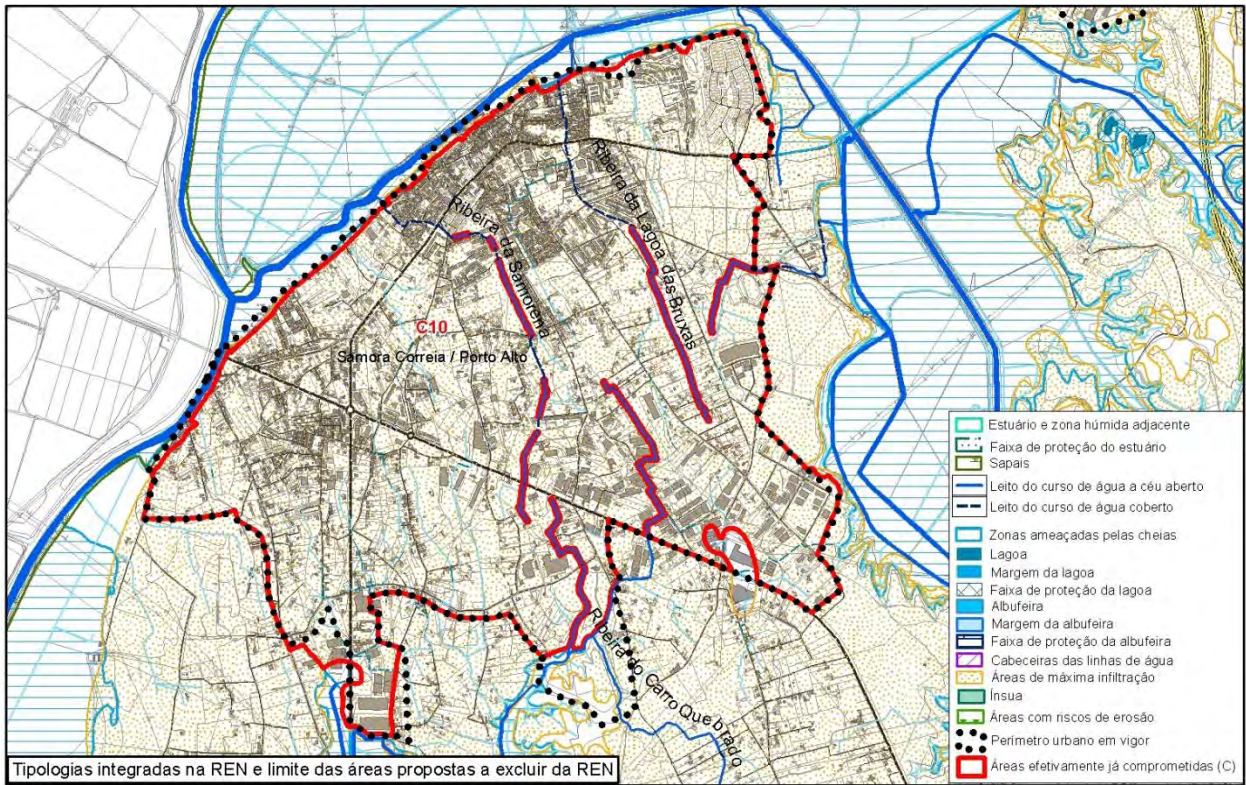 Ribeira da Lagoa das Bruxas
Ribeira da Samorena
C10
Samora Correia / Porto Alto
Ribeira do Carro Quebrado
Estuário e zona húmida adjacente
Faixa de proteção do estuário
Sapais
Leito do curso de água a céu aberto
Leito do curso de água coberto
Zonas ameaçadas pelas cheias
Lagoa
Margem da lagoa
Faixa de proteção da lagoa
Albufeira
Margem da albufeira
Faixa de proteção da albufeira
Cabeceiras das linhas de água
Áreas de máxima infiltração
Ínsua
Áreas com riscos de erosão
Perímetro urbano em vigor
Áreas efetivamente já comprometidas (C)
Tipologias integradas na REN e limite das áreas propostas a excluir da REN